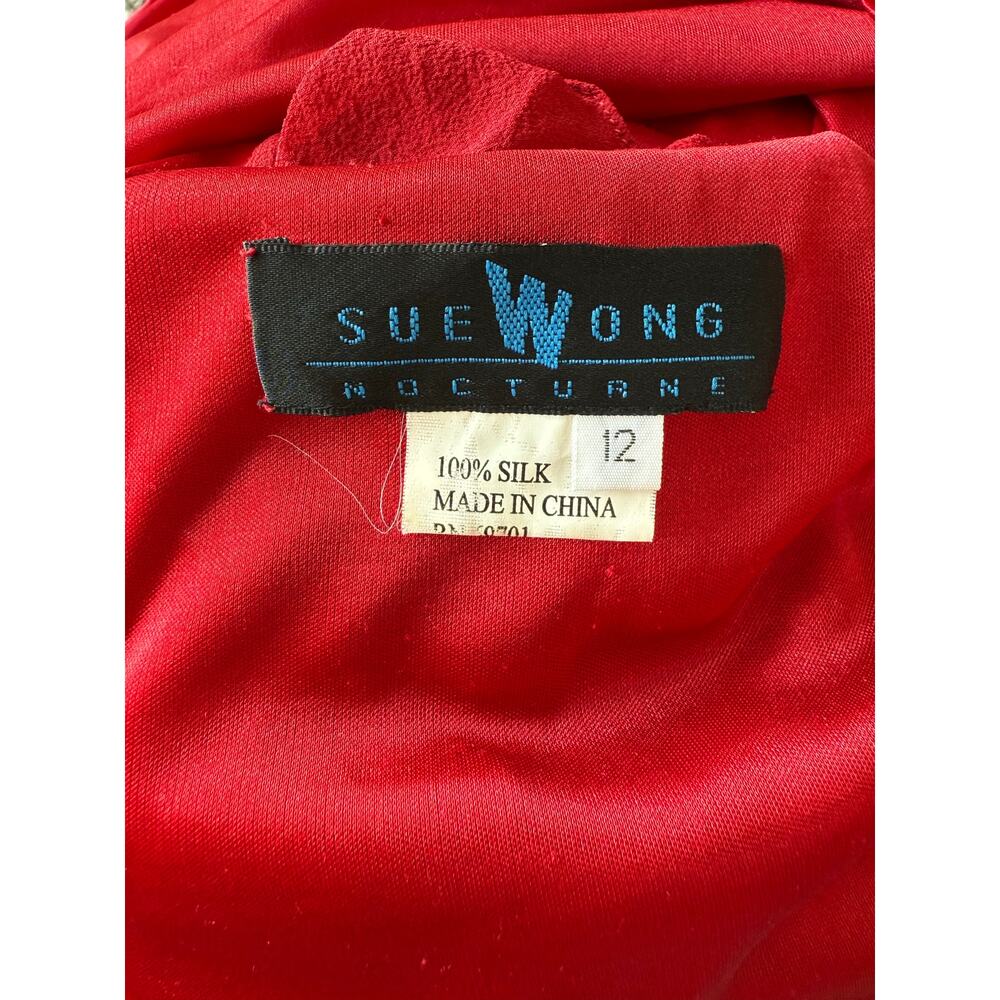 SUE WONG
NOCTURNE
12
100% SILK
MADE IN CHINA